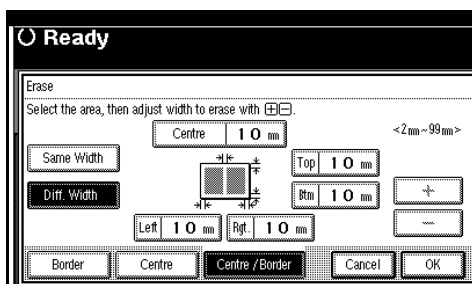 Ready
Erase
Select the area, then adjust width to erase with ⊞⊟.
Centre 10 mm <2mm~99mm>
Same Width
Top 10 mm
Diff. Width
Btm 10 mm +
Left 10 mm Rgt. 10 mm −
Border Centre Centre / Border Cancel OK